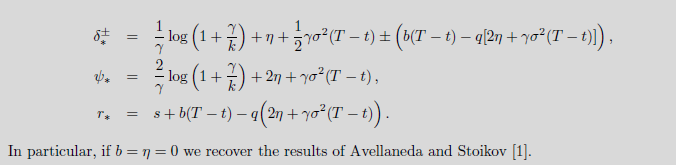 δ±∗ = 1/γ log (1 + γ/k) + η + 1/2 γσ²(T − t) ± (b(T − t) − q[2η + γσ²(T − t)]) ,
ψ∗ = 2/γ log (1 + γ/k) + 2η + γσ²(T − t) ,
r∗ = s + b(T − t) − q(2η + γσ²(T − t)) .
In particular, if b = η = 0 we recover the results of Avellaneda and Stoikov [1].